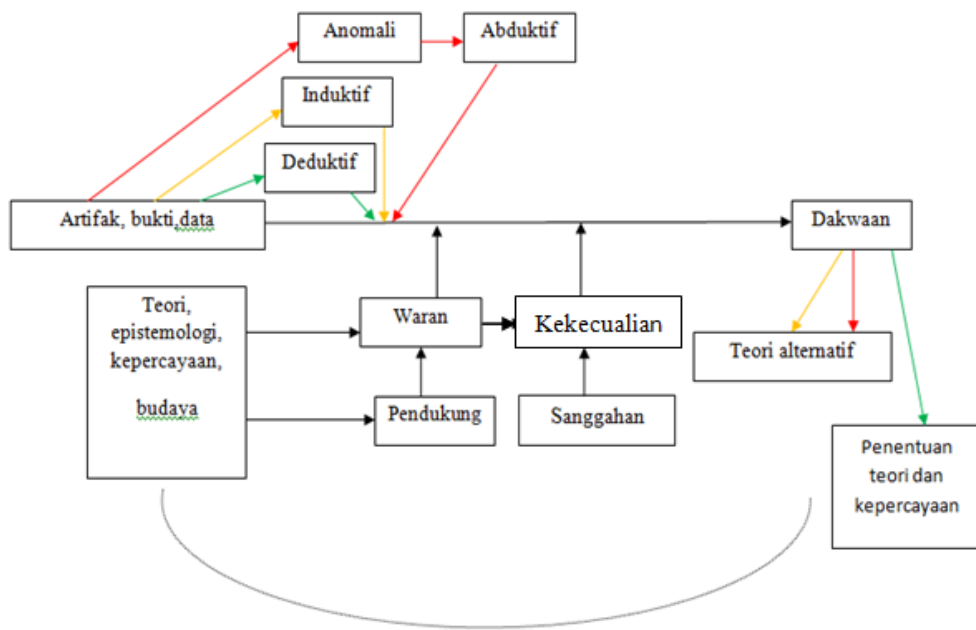 Anomali
Abduktif
Induktif
Deduktif
Artifak, bukti,data
Dakwaan
Teori,
epistemologi,
kepercayaan,
budaya
Waran
Kekecualian
Teori alternatif
Pendukung
Sanggahan
Penentuan
teori dan
kepercayaan